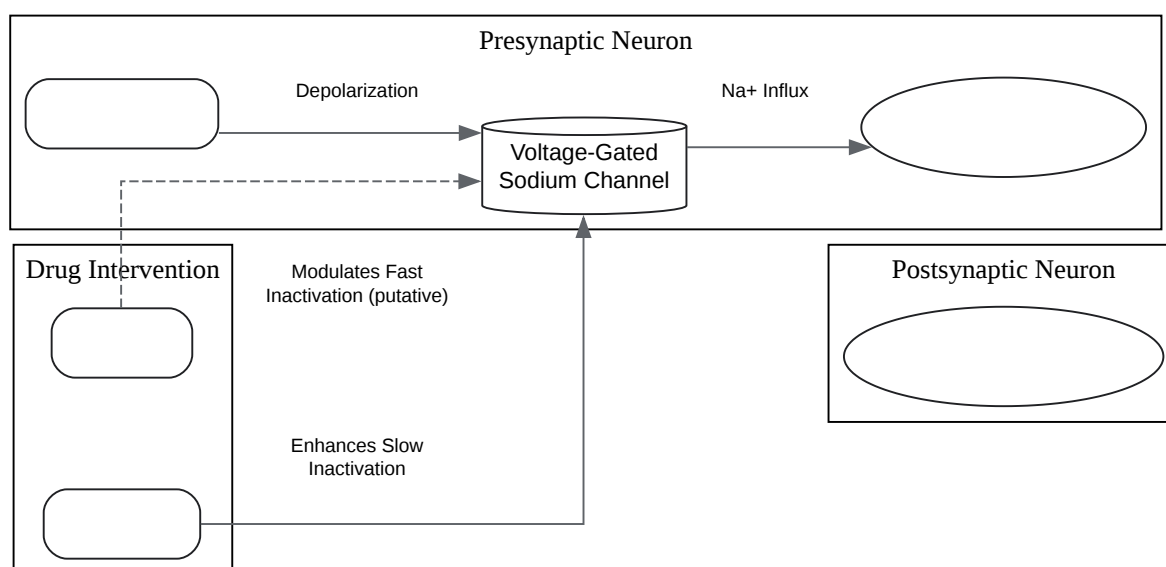 Presynaptic Neuron
Depolarization
Na+ Influx
Voltage-Gated
Sodium Channel
Drug Intervention
Modulates Fast
Inactivation (putative)
Postsynaptic Neuron
Enhances Slow
Inactivation